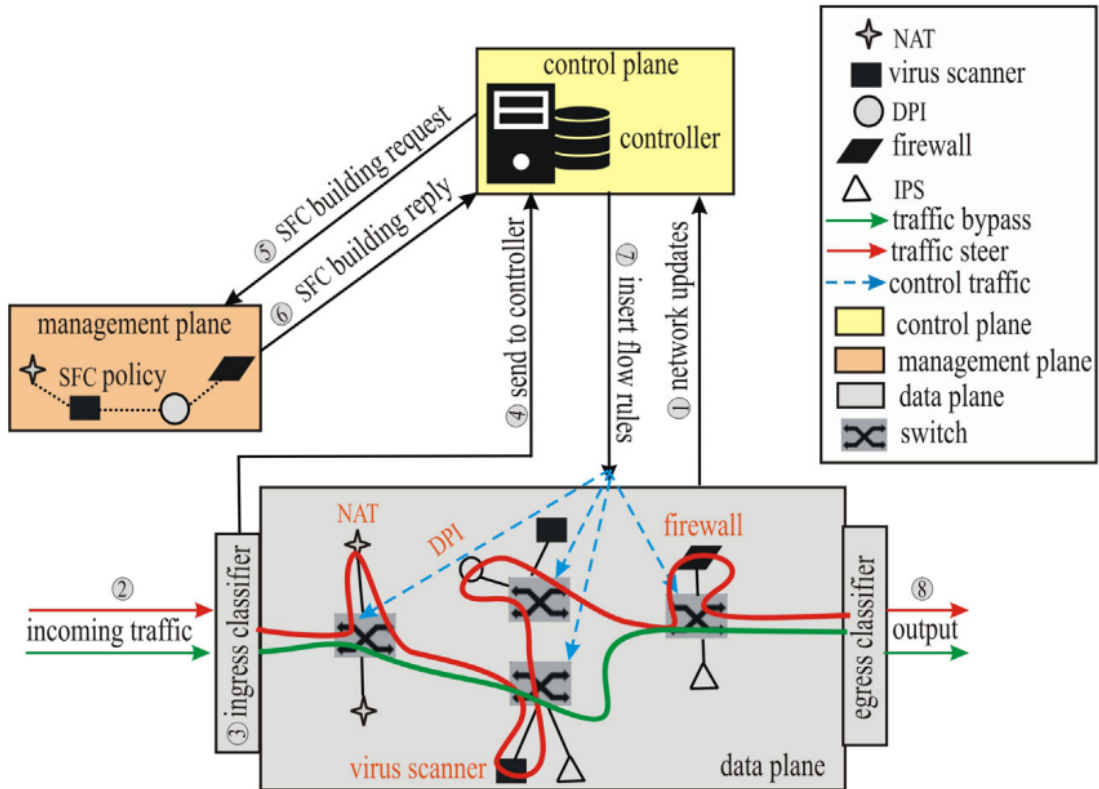 control plane
controller
⑤ SFC building request
⑥ SFC building reply
④ send to controller
⑦ insert flow rules
① network updates
management plane
SFC policy
NAT
virus scanner
DPI
firewall
IPS
traffic bypass
traffic steer
control traffic
control plane
management plane
data plane
switch
②
incoming traffic
③ ingress classifier
NAT
DPI
firewall
virus scanner
data plane
egress classifier
⑧
output